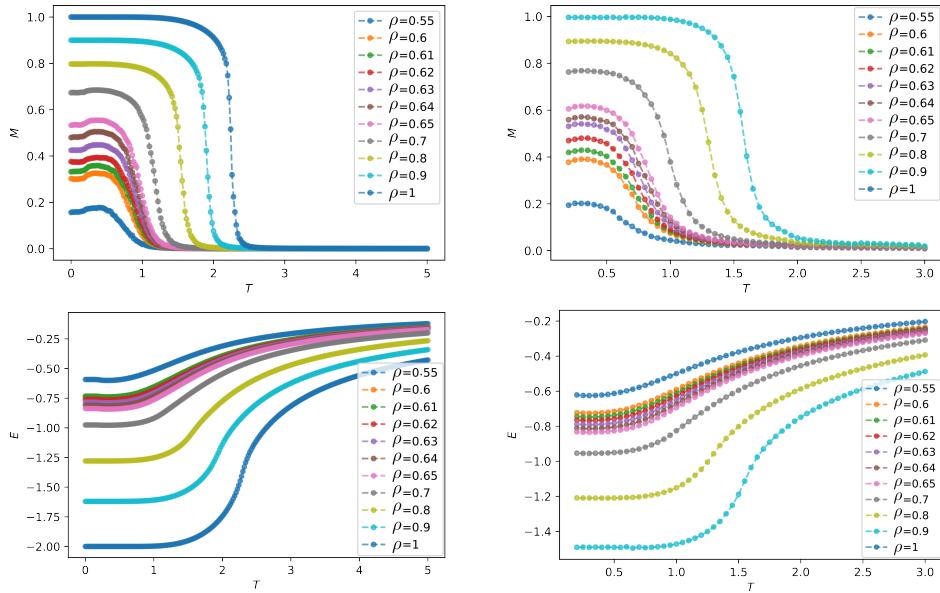 1.0
0.8
0.6
0.4
0.2
0.0
M
0
1
2
3
4
5
T
ρ=0.55
ρ=0.6
ρ=0.61
ρ=0.62
ρ=0.63
ρ=0.64
ρ=0.65
ρ=0.7
ρ=0.8
ρ=0.9
ρ=1
1.0
0.8
0.6
0.4
0.2
0.0
M
0.5
1.0
1.5
2.0
2.5
3.0
T
ρ=0.55
ρ=0.6
ρ=0.61
ρ=0.62
ρ=0.63
ρ=0.64
ρ=0.65
ρ=0.7
ρ=0.8
ρ=0.9
ρ=1
−0.25
−0.50
−0.75
−1.00
−1.25
−1.50
−1.75
−2.00
E
0
1
2
3
4
5
T
ρ=0.55
ρ=0.6
ρ=0.61
ρ=0.62
ρ=0.63
ρ=0.64
ρ=0.65
ρ=0.7
ρ=0.8
ρ=0.9
ρ=1
−0.2
−0.4
−0.6
−0.8
−1.0
−1.2
−1.4
E
0.5
1.0
1.5
2.0
2.5
3.0
T
ρ=0.55
ρ=0.6
ρ=0.61
ρ=0.62
ρ=0.63
ρ=0.64
ρ=0.65
ρ=0.7
ρ=0.8
ρ=0.9
ρ=1